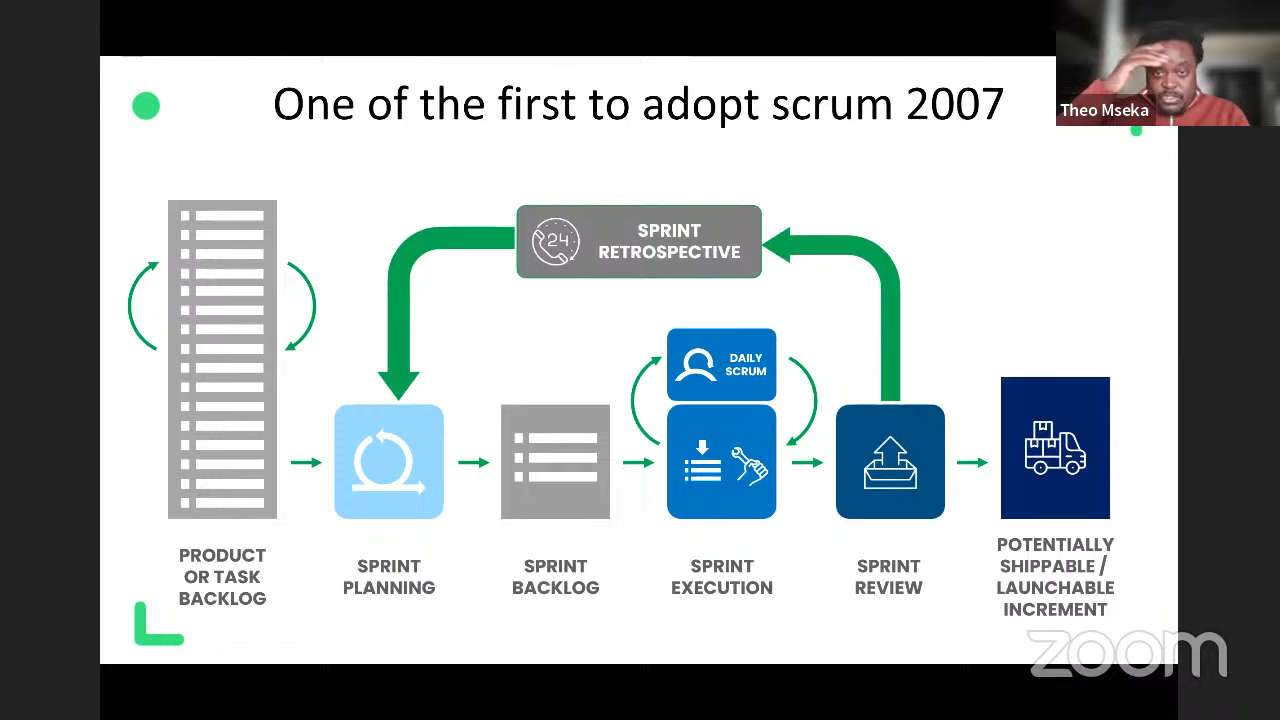 One of the first to adopt scrum 2007
Theo Mseka
24
SPRINT
RETROSPECTIVE
DAILY
SCRUM
PRODUCT
OR TASK
BACKLOG
SPRINT
PLANNING
SPRINT
BACKLOG
SPRINT
EXECUTION
SPRINT
REVIEW
POTENTIALLY
SHIPPABLE /
LAUNCHABLE
INCREMENT
zoom